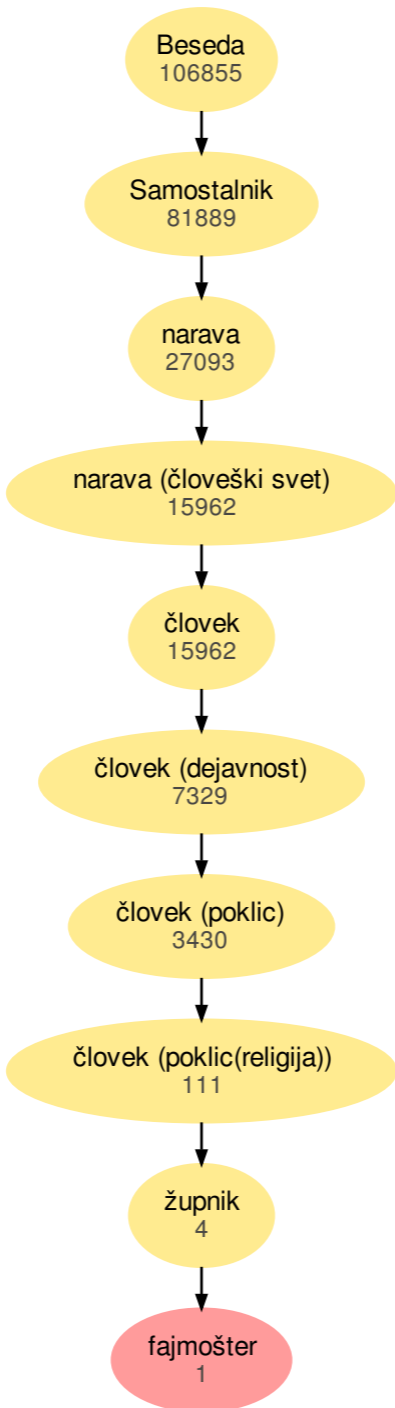 Beseda
106855
Samostalnik
81889
narava
27093
narava (človeški svet)
15962
človek
15962
človek (dejavnost)
7329
človek (poklic)
3430
človek (poklic(religija))
111
župnik
4
fajmošter
1